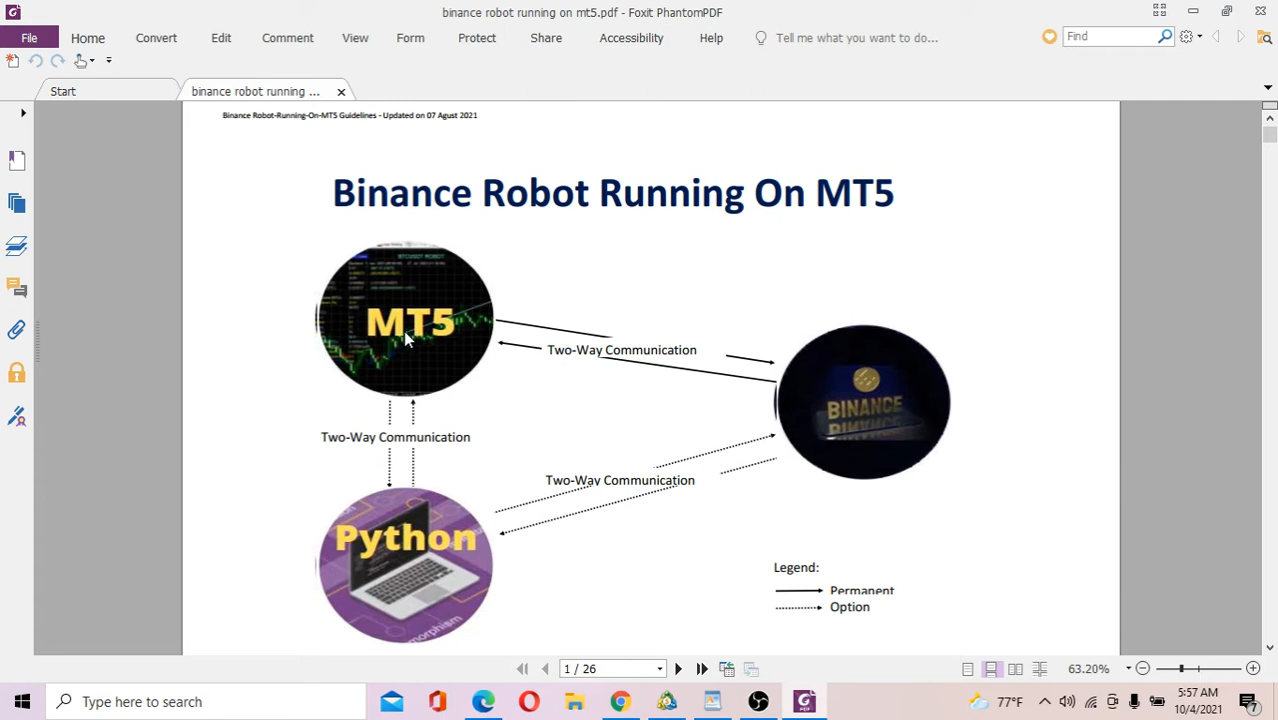 binance robot running on mt5.pdf - Foxit PhantomPDF
File Home Convert Edit Comment View Form Protect Share Accessibility Help Tell me what you want to do... Find
Start binance robot running ...
Binance Robot-Running-On-MT5 Guidelines - Updated on 07 Agust 2021
Binance Robot Running On MT5
BTCUSDT ROBOT
MT5
Two-Way Communication
BINANCE
Two-Way Communication
Two-Way Communication
Python
morphism
Legend:
Permanent
Option
1 / 26
63.20%
Type here to search
77°F
5:57 AM
10/4/2021